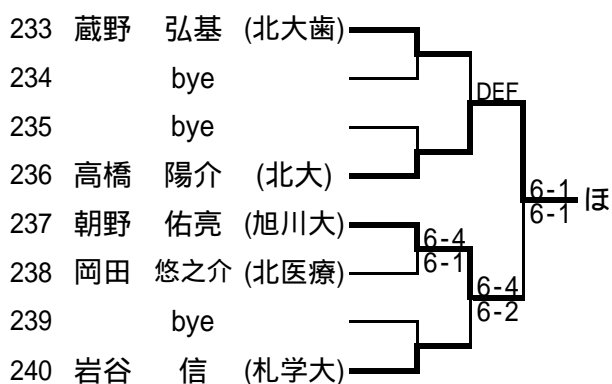 233 蔵野 弘基 (北大歯)
234 bye
DEF
235 bye
236 高橋 陽介 (北大)
6-1 ほ
6-1
237 朝野 佑亮 (旭川大)
6-4
238 岡田 悠之介 (北医療)
6-1
6-4
6-2
239 bye
240 岩谷 信 (札学大)